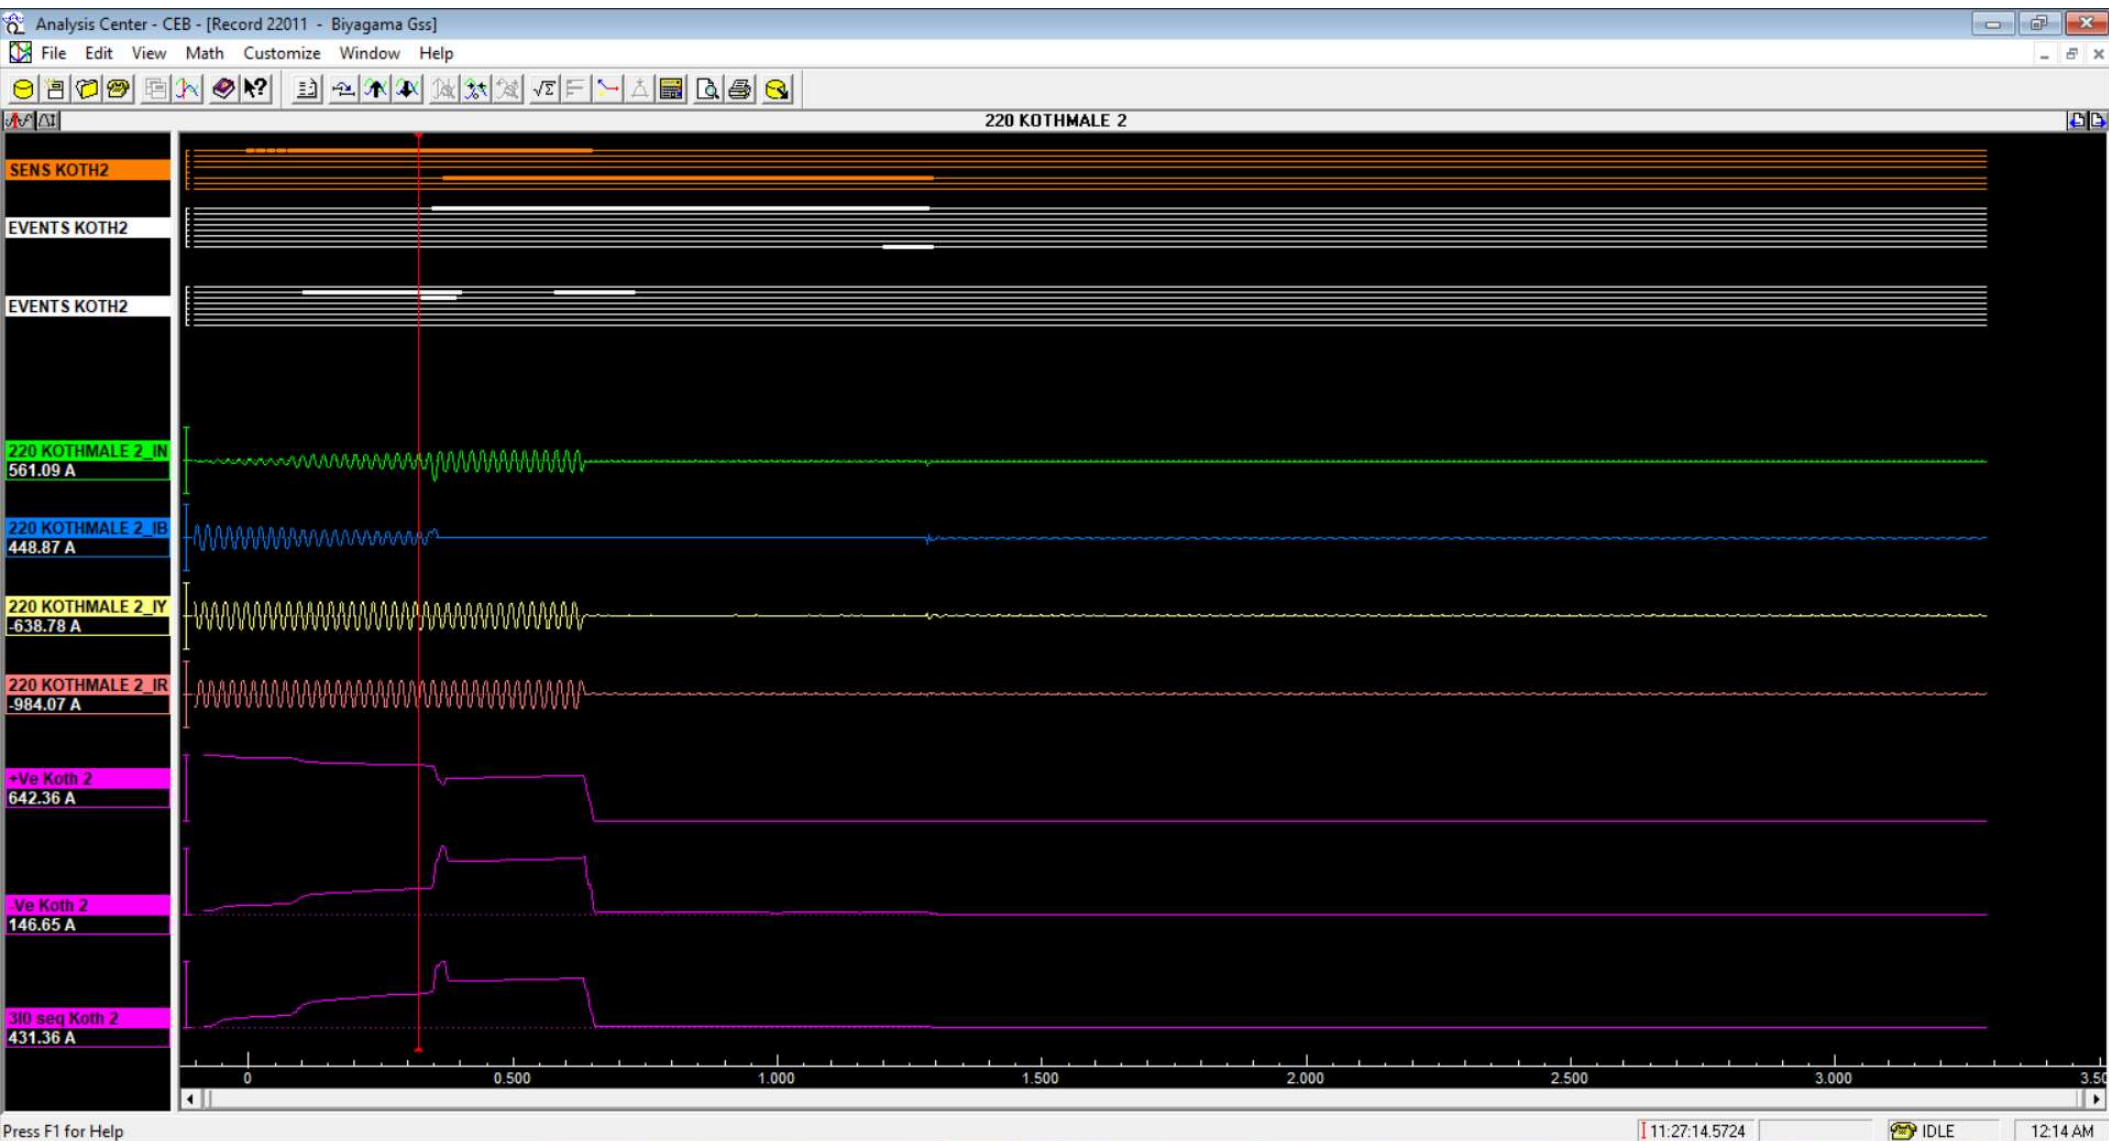 Analysis Center - CEB - [Record 22011 - Biyagama Gss]
File Edit View Math Customize Window Help
220 KOTHMALE 2
SENS KOTH2
EVENTS KOTH2
EVENTS KOTH2
220 KOTHMALE 2_IN
561.09 A
220 KOTHMALE 2_IB
448.87 A
220 KOTHMALE 2_IY
-638.78 A
220 KOTHMALE 2_IR
-984.07 A
+Ve Koth 2
642.36 A
-Ve Koth 2
146.65 A
3I0 seq Koth 2
431.36 A
0 0.500 1.000 1.500 2.000 2.500 3.000 3.50
Press F1 for Help 11:27:14.5724 IDLE 12:14 AM